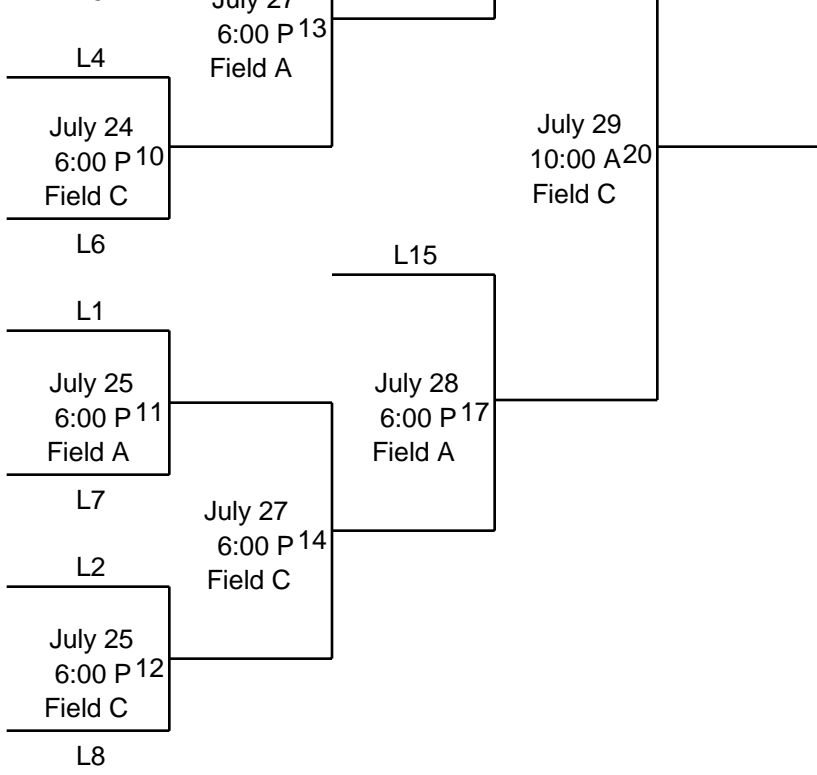 July 27
6:00 P 13
Field A
L4
July 24
6:00 P 10
Field C
L6
July 29
10:00 A 20
Field C
L15
L1
July 25
6:00 P 11
Field A
L7
July 28
6:00 P 17
Field A
July 27
6:00 P 14
Field C
L2
July 25
6:00 P 12
Field C
L8